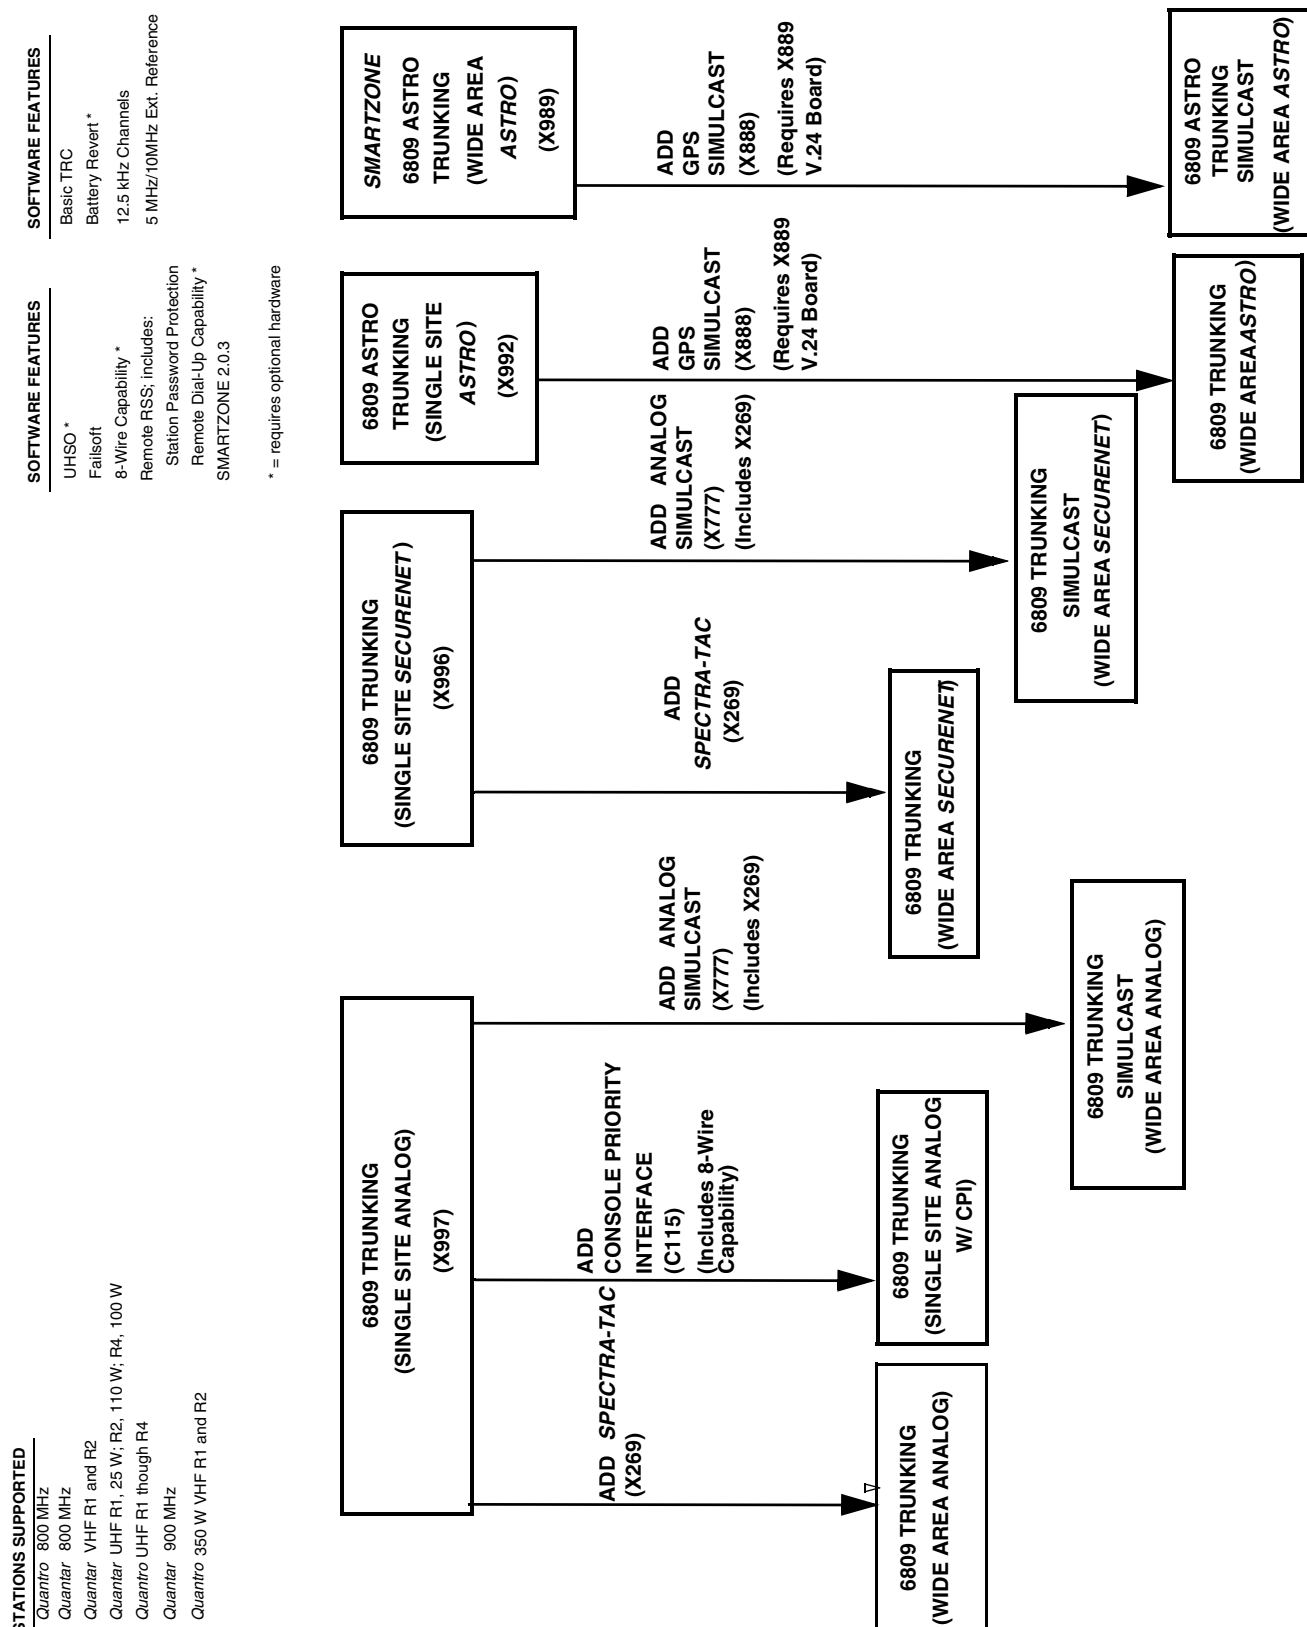 STATIONS SUPPORTED
Quantro 800 MHz
Quantar 800 MHz
Quantar VHF R1 and R2
Quantar UHF R1, 25 W; R2, 110 W; R4, 100 W
Quantro UHF R1 though R4
Quantar 900 MHz
Quantro 350 W VHF R1 and R2
SOFTWARE FEATURES
UHSO *
Failsoft
8-Wire Capability *
Remote RSS; includes:
Station Password Protection
Remote Dial-Up Capability *
SMARTZONE 2.0.3
* = requires optional hardware
SOFTWARE FEATURES
Basic TRC
Battery Revert *
12.5 kHz Channels
5 MHz/10MHz Ext. Reference
6809 TRUNKING
(SINGLE SITE ANALOG)
(X997)
6809 TRUNKING
(SINGLE SITE SECURENET )
(X996)
6809 ASTRO
TRUNKING
(SINGLE SITE
ASTRO)
(X992)
SMARTZONE
6809 ASTRO
TRUNKING
(WIDE AREA
ASTRO)
(X989)
ADD SPECTRA-TAC
(X269)
ADD
CONSOLE PRIORITY
INTERFACE
(C115)
(Includes 8-Wire
Capability)
ADD ANALOG
SIMULCAST
(X777)
(Includes X269)
ADD
SPECTRA-TAC
(X269)
ADD ANALOG
SIMULCAST
(X777)
(Includes X269)
ADD
GPS
SIMULCAST
(X888)
(Requires X889
V.24 Board)
ADD
GPS
SIMULCAST
(X888)
(Requires X889
V.24 Board)
6809 TRUNKING
(WIDE AREA ANALOG)
6809 TRUNKING
(SINGLE SITE ANALOG
W/ CPI)
6809 TRUNKING
SIMULCAST
(WIDE AREA ANALOG)
6809 TRUNKING
(WIDE AREA SECURENET)
6809 TRUNKING
SIMULCAST
(WIDE AREA SECURENET)
6809 TRUNKING
(WIDE AREA ASTRO)
6809 ASTRO
TRUNKING
SIMULCAST
(WIDE AREA ASTRO)